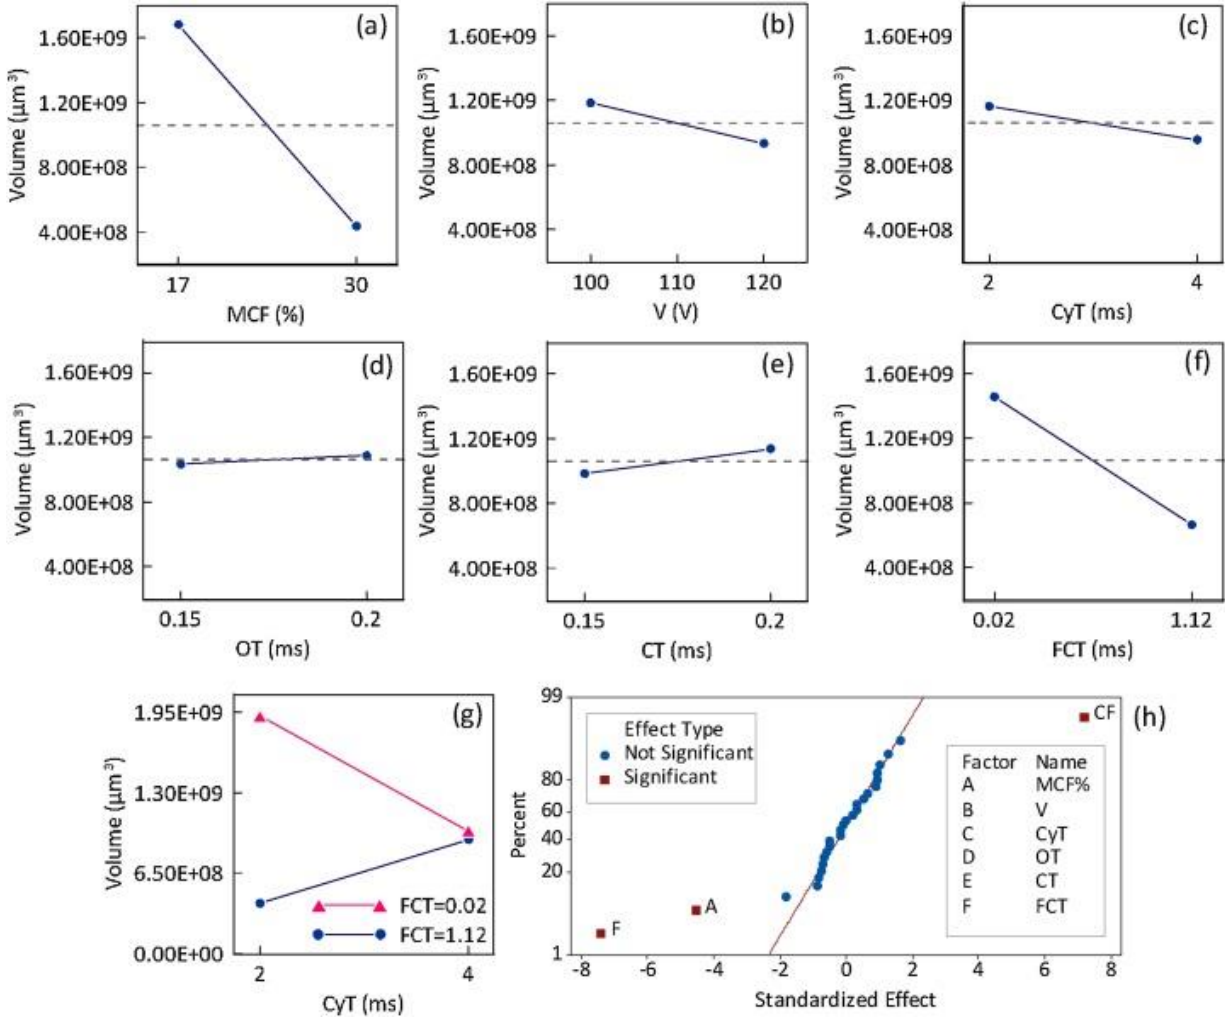 (a)
Volume (µm³)
1.60E+09
1.20E+09
8.00E+08
4.00E+08
17 30
MCF (%)
(b)
Volume (µm³)
1.60E+09
1.20E+09
8.00E+08
4.00E+08
100 110 120
V (V)
(c)
Volume (µm³)
1.60E+09
1.20E+09
8.00E+08
4.00E+08
2 4
CyT (ms)
(d)
Volume (µm³)
1.60E+09
1.20E+09
8.00E+08
4.00E+08
0.15 0.2
OT (ms)
(e)
Volume (µm³)
1.60E+09
1.20E+09
8.00E+08
4.00E+08
0.15 0.2
CT (ms)
(f)
Volume (µm³)
1.60E+09
1.20E+09
8.00E+08
4.00E+08
0.02 1.12
FCT (ms)
(g)
Volume (µm³)
1.95E+09
1.30E+09
6.50E+08
0.00E+00
FCT=0.02
FCT=1.12
2 4
CyT (ms)
(h)
Percent
99
80
60
40
20
1
Effect Type
Not Significant
Significant
CF
A
F
Factor Name
A MCF%
B V
C CyT
D OT
E CT
F FCT
-8 -6 -4 -2 0 2 4 6 8
Standardized Effect